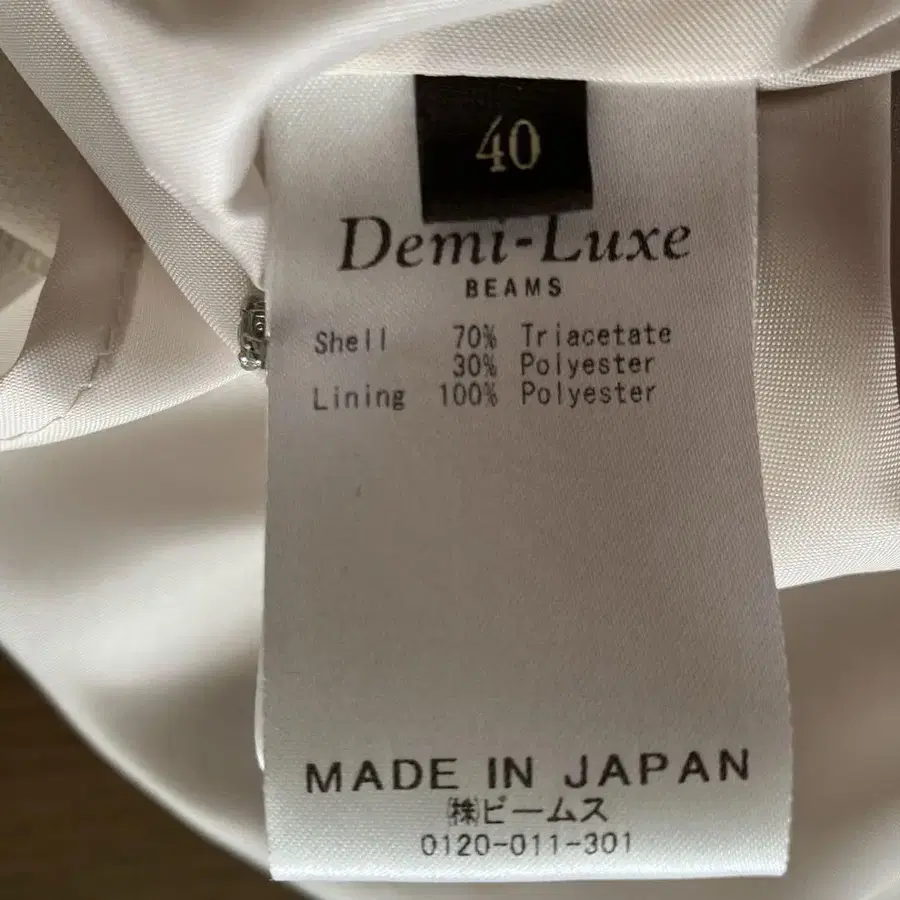 40
Demi-Luxe
BEAMS
Shell 70% Triacetate
30% Polyester
Lining 100% Polyester
MADE IN JAPAN
㈱ビームス
0120-011-301